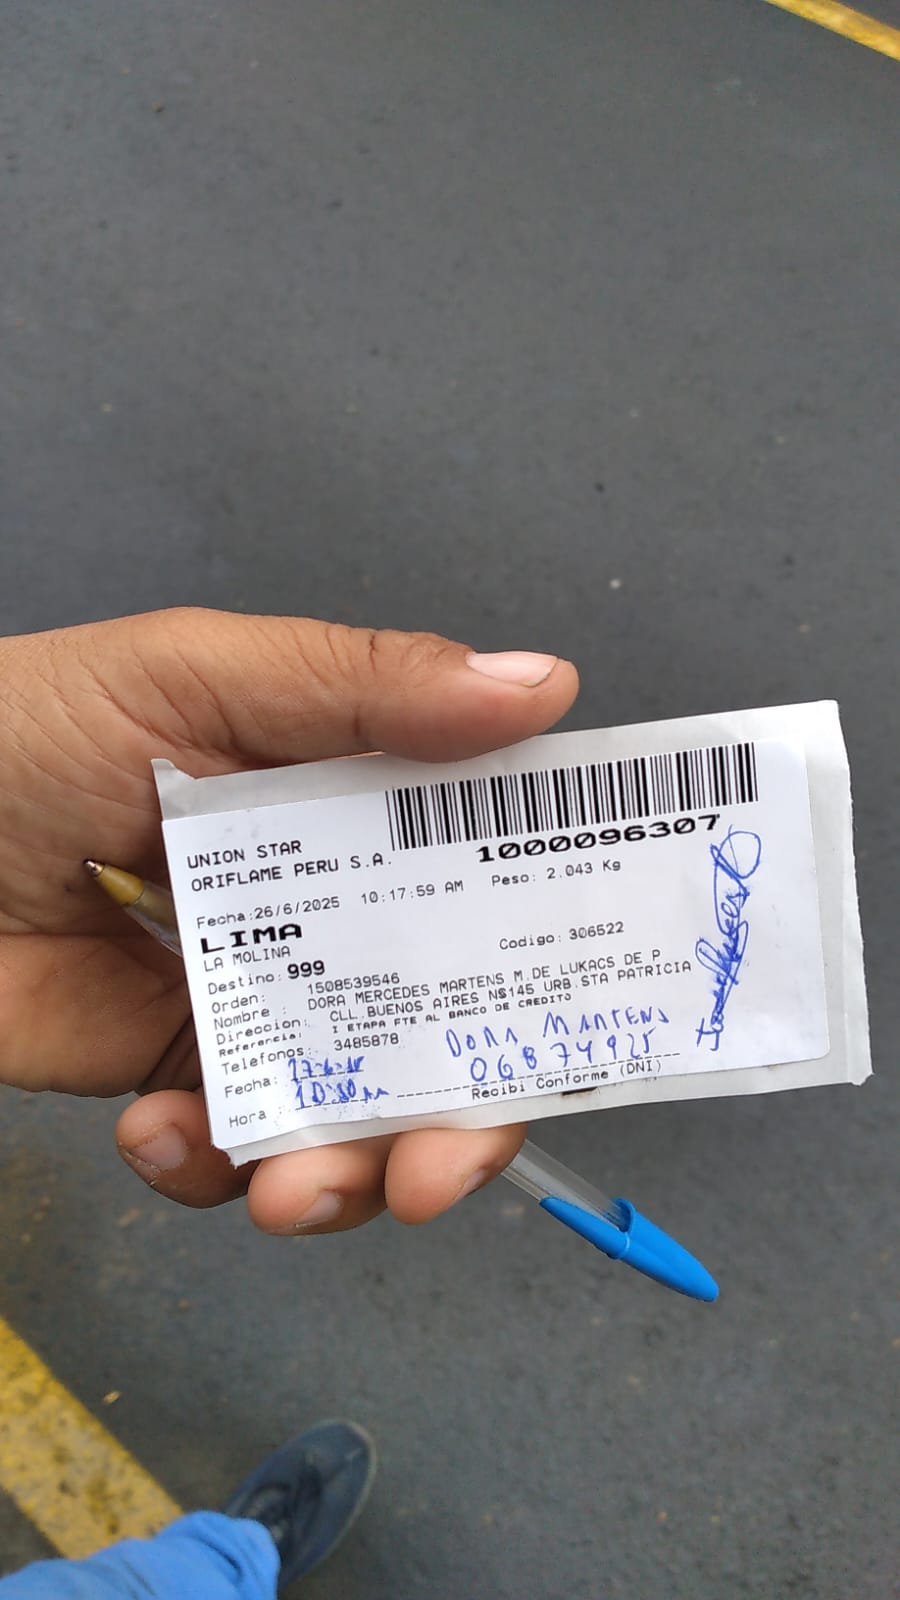 UNION STAR
ORIFLAME PERU S.A.
1000096307
Fecha:26/6/2025 10:17:59 AM Peso: 2.043 Kg
LIMA
LA MOLINA
Codigo: 306522
Destino: 999
Orden: 1508539546
Nombre : DORA MERCEDES MARTENS M.DE LUKACS DE P
Direccion: CLL.BUENOS AIRES N$145 URB.STA PATRICIA
Referencia: I ETAPA FTE AL BANCO DE CREDITO
Telefonos: 3485878
DORA MARTENS
Fecha:
06874925
Hora :
Recibi Conforme (DNI)